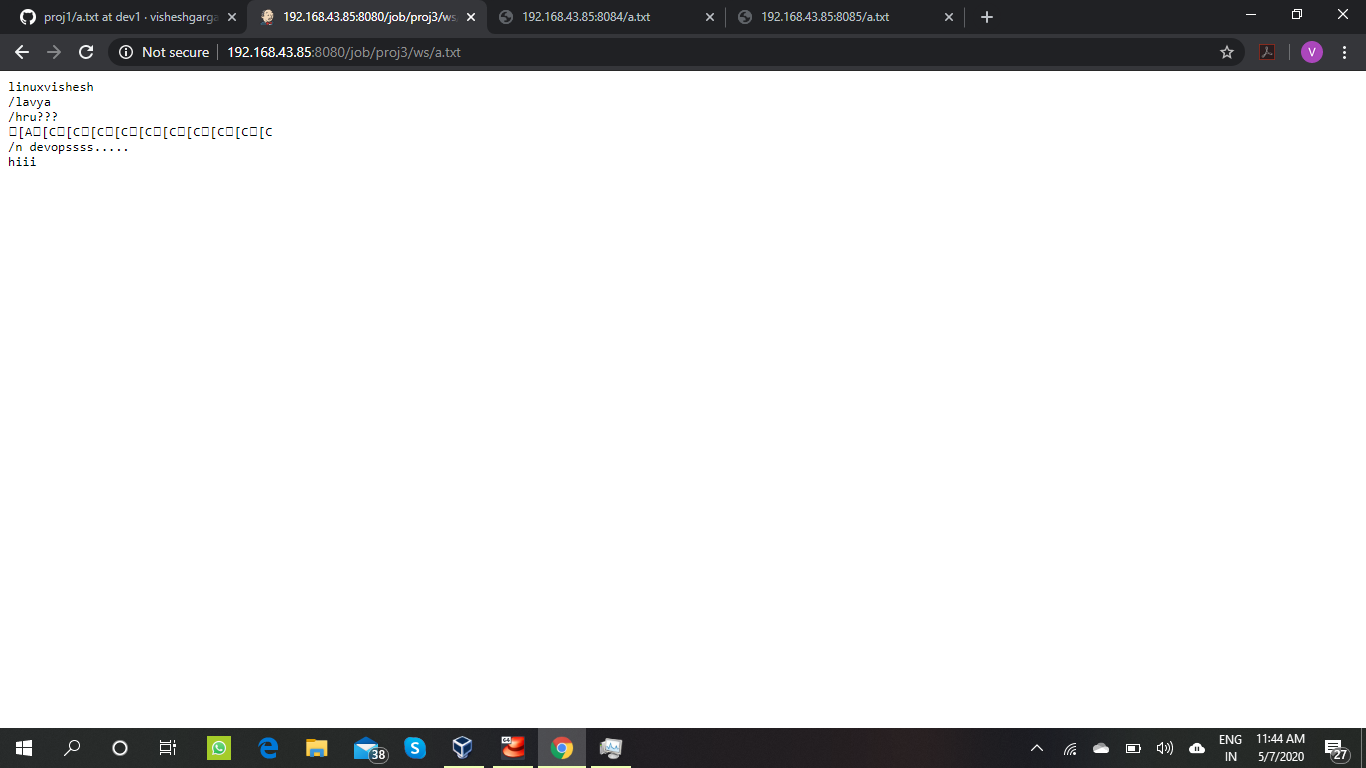 proj1/a.txt at dev1 · visheshgarga
192.168.43.85:8080/job/proj3/ws
192.168.43.85:8084/a.txt
192.168.43.85:8085/a.txt
Not secure
192.168.43.85:8080/job/proj3/ws/a.txt
V
linuxvishesh
/lavya
/hru???
□[A□[C□[C□[C□[C□[C□[C□[C□[C□[C□[C
/n devopssss.....
hiii
38
64
ENG
IN
11:44 AM
5/7/2020
27